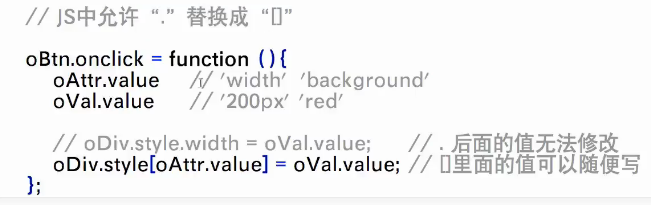 // JS中允许“.”替换成“[]”
oBtn.onclick = function (){
oAttr.value // 'width' 'background'
oVal.value // '200px' 'red'
// oDiv.style.width = oVal.value; // . 后面的值无法修改
oDiv.style[oAttr.value] = oVal.value; // []里面的值可以随便写
};